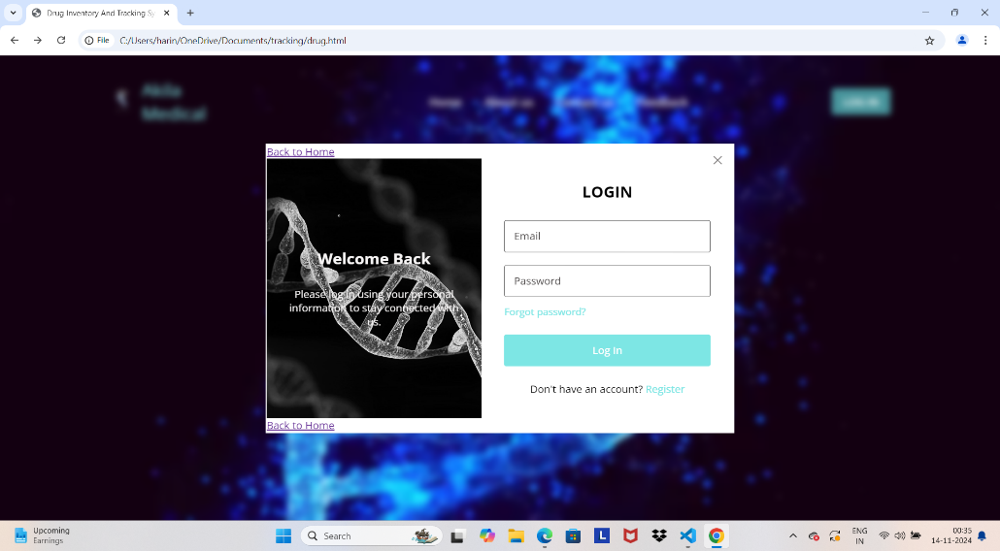 Drug Inventory And Tracking Sy
File
C:/Users/harin/OneDrive/Documents/tracking/drug.html
Akila
Medical
Home
About us
Feedback
LOG IN
Back to Home
LOGIN
Email
Welcome Back
Password
Please log in using your personal
information to stay connected with
us.
Forgot password?
Log In
Don't have an account? Register
Back to Home
Upcoming
Earnings
Search
ENG
IN
00:35
14-11-2024